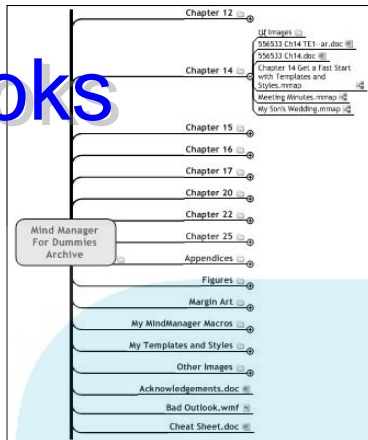 Chapter 12
Images
556533 Ch14 TE1--ar.doc
556533 Ch14.doc
Chapter 14
Chapter 14 Get a Fast Start
with Templates and
Styles.mmap
Meeting Minutes.mmap
My Son's Wedding.mmap
oks
Chapter 15
Chapter 16
Chapter 17
Chapter 20
Chapter 22
Mind Manager
For Dummies
Archive
Chapter 25
Appendices
Figures
Margin Art
My MindManager Macros
My Templates and Styles
Other Images
Acknowledgements.doc
Bad Outlook.wmf
Cheat Sheet.doc